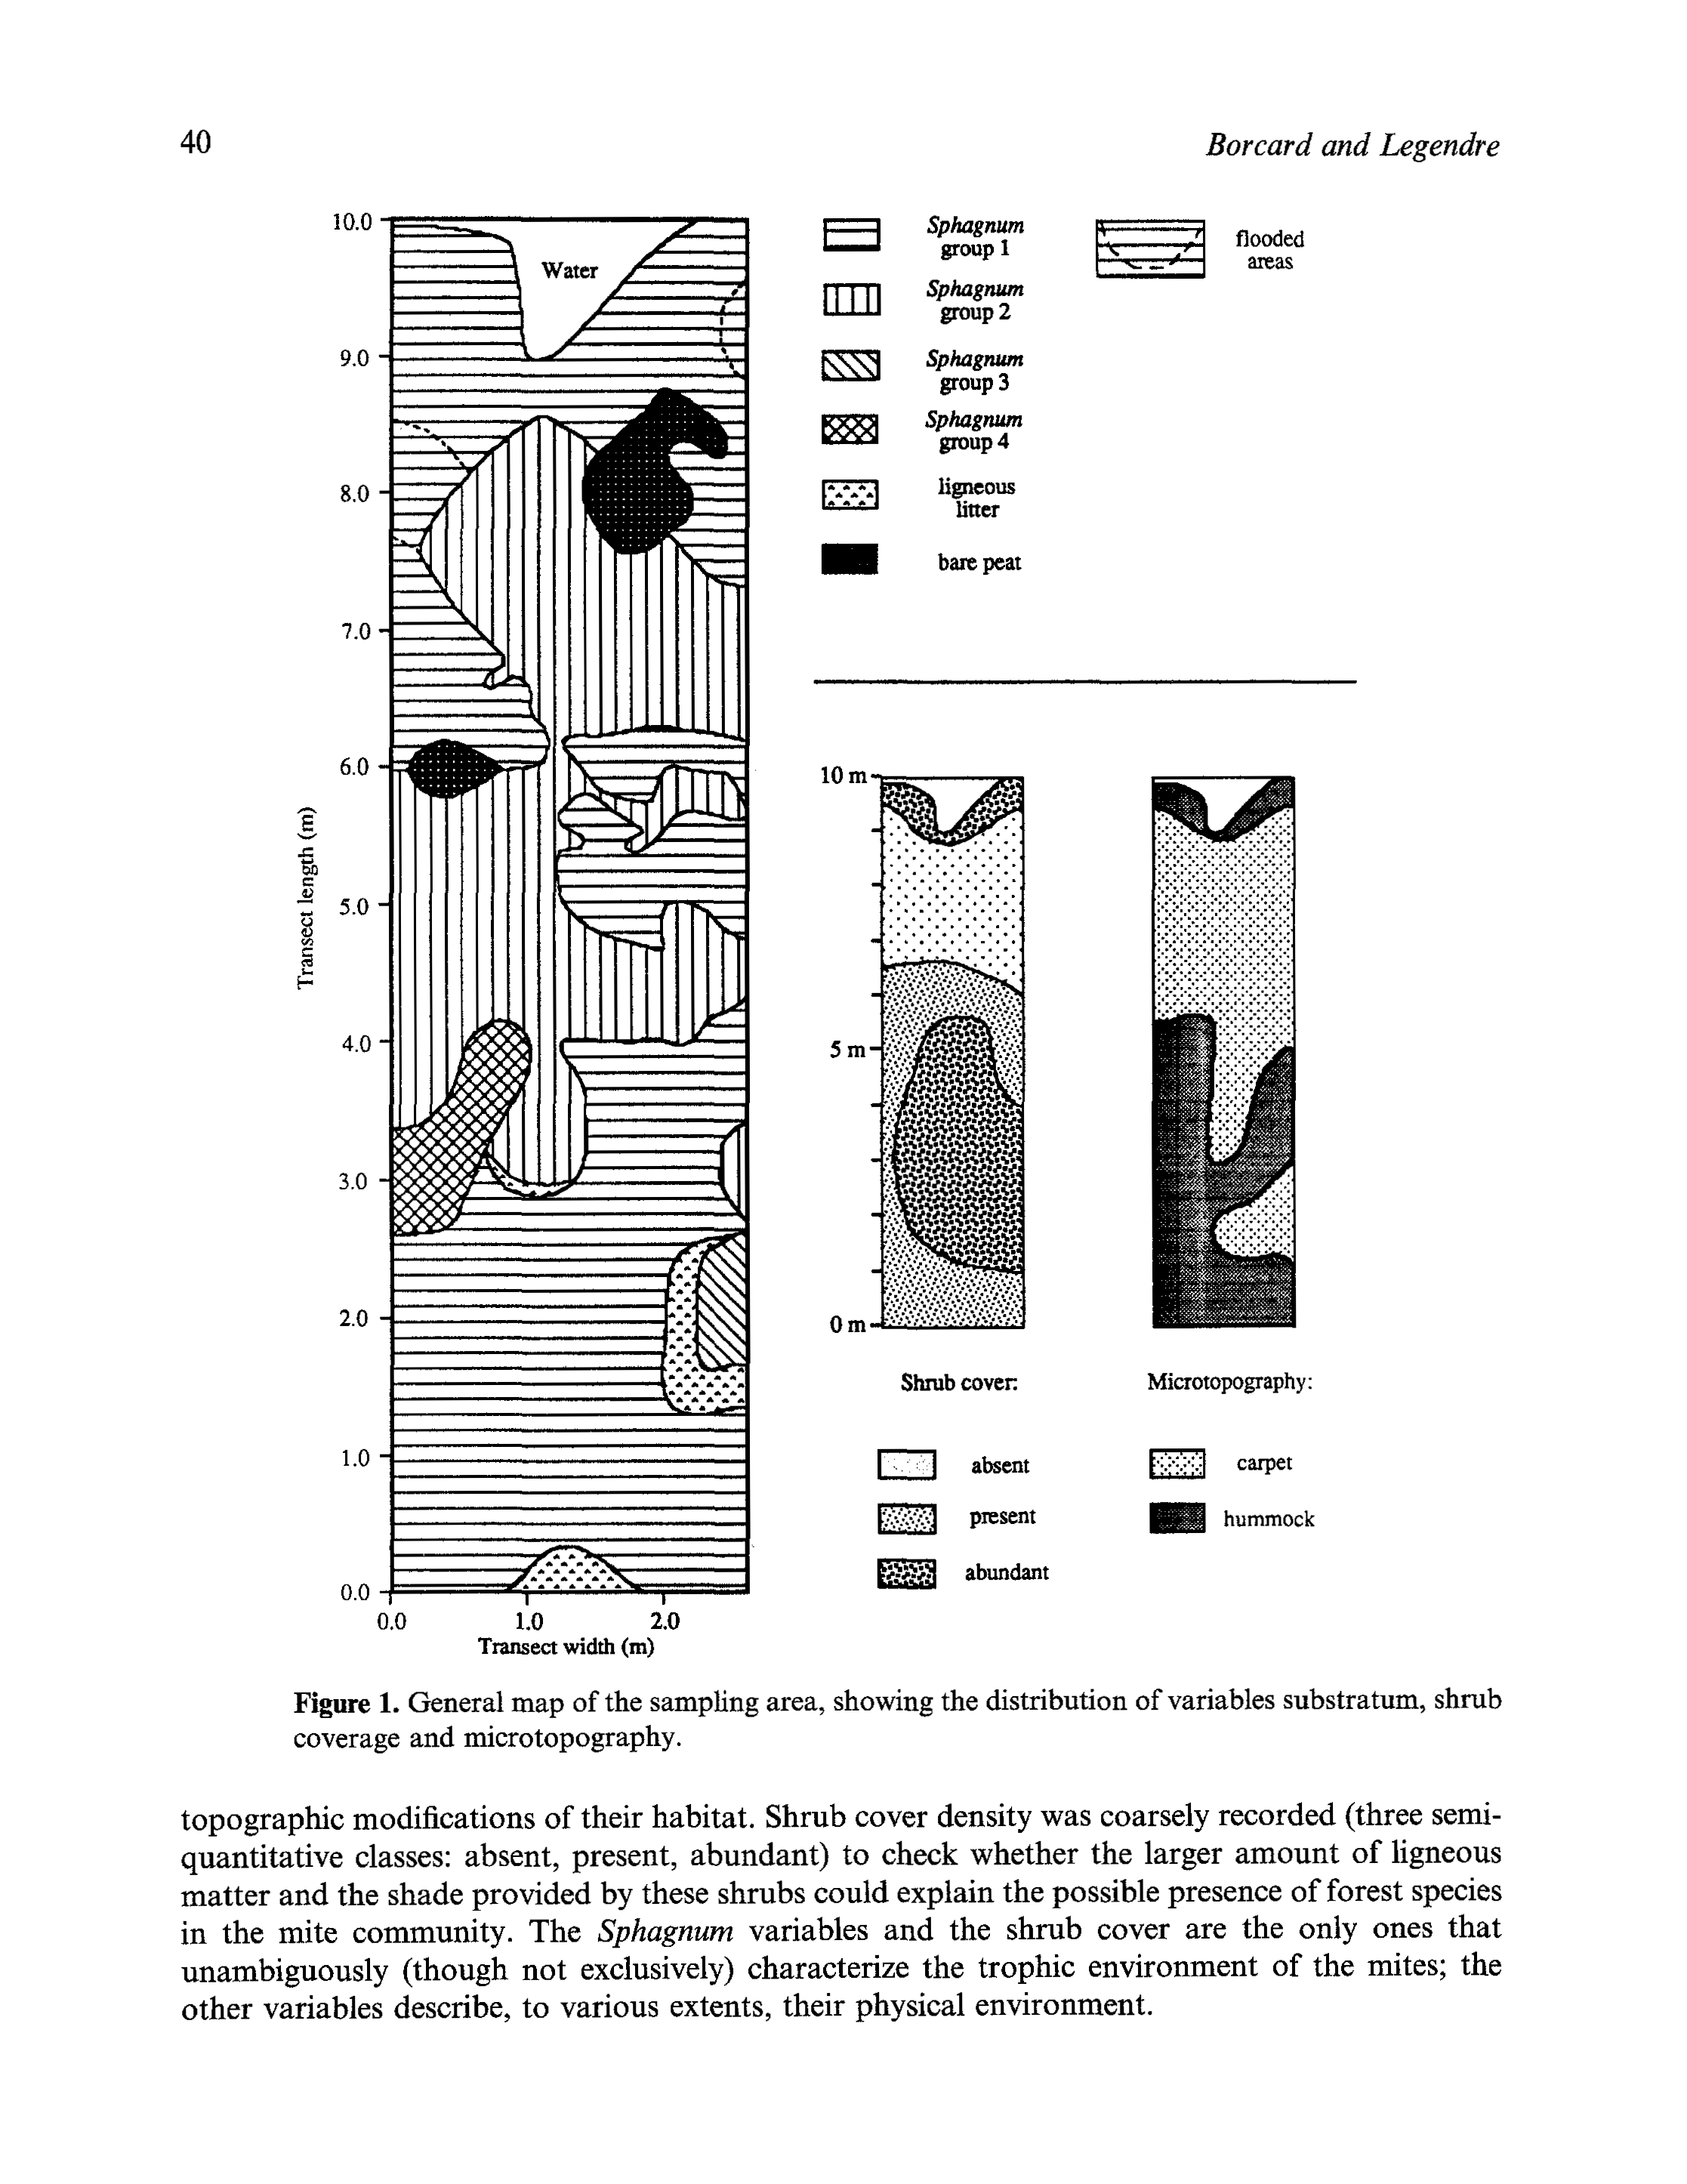 40
Borcard and Legendre
10.0
9.0
8.0
7.0
6.0
5.0
4.0
3.0
2.0
1.0
0.0
Transect length (m)
0.0
1.0
2.0
Transect width (m)
Water
Sphagnum
group 1
Sphagnum
group 2
Sphagnum
group 3
Sphagnum
group 4
ligneous
litter
bare peat
flooded
areas
10 m
5 m
0 m
Shrub cover:
absent
present
abundant
Microtopography:
carpet
hummock
Figure 1. General map of the sampling area, showing the distribution of variables substratum, shrub
coverage and microtopography.
topographic modifications of their habitat. Shrub cover density was coarsely recorded (three semi-
quantitative classes: absent, present, abundant) to check whether the larger amount of ligneous
matter and the shade provided by these shrubs could explain the possible presence of forest species
in the mite community. The Sphagnum variables and the shrub cover are the only ones that
unambiguously (though not exclusively) characterize the trophic environment of the mites; the
other variables describe, to various extents, their physical environment.